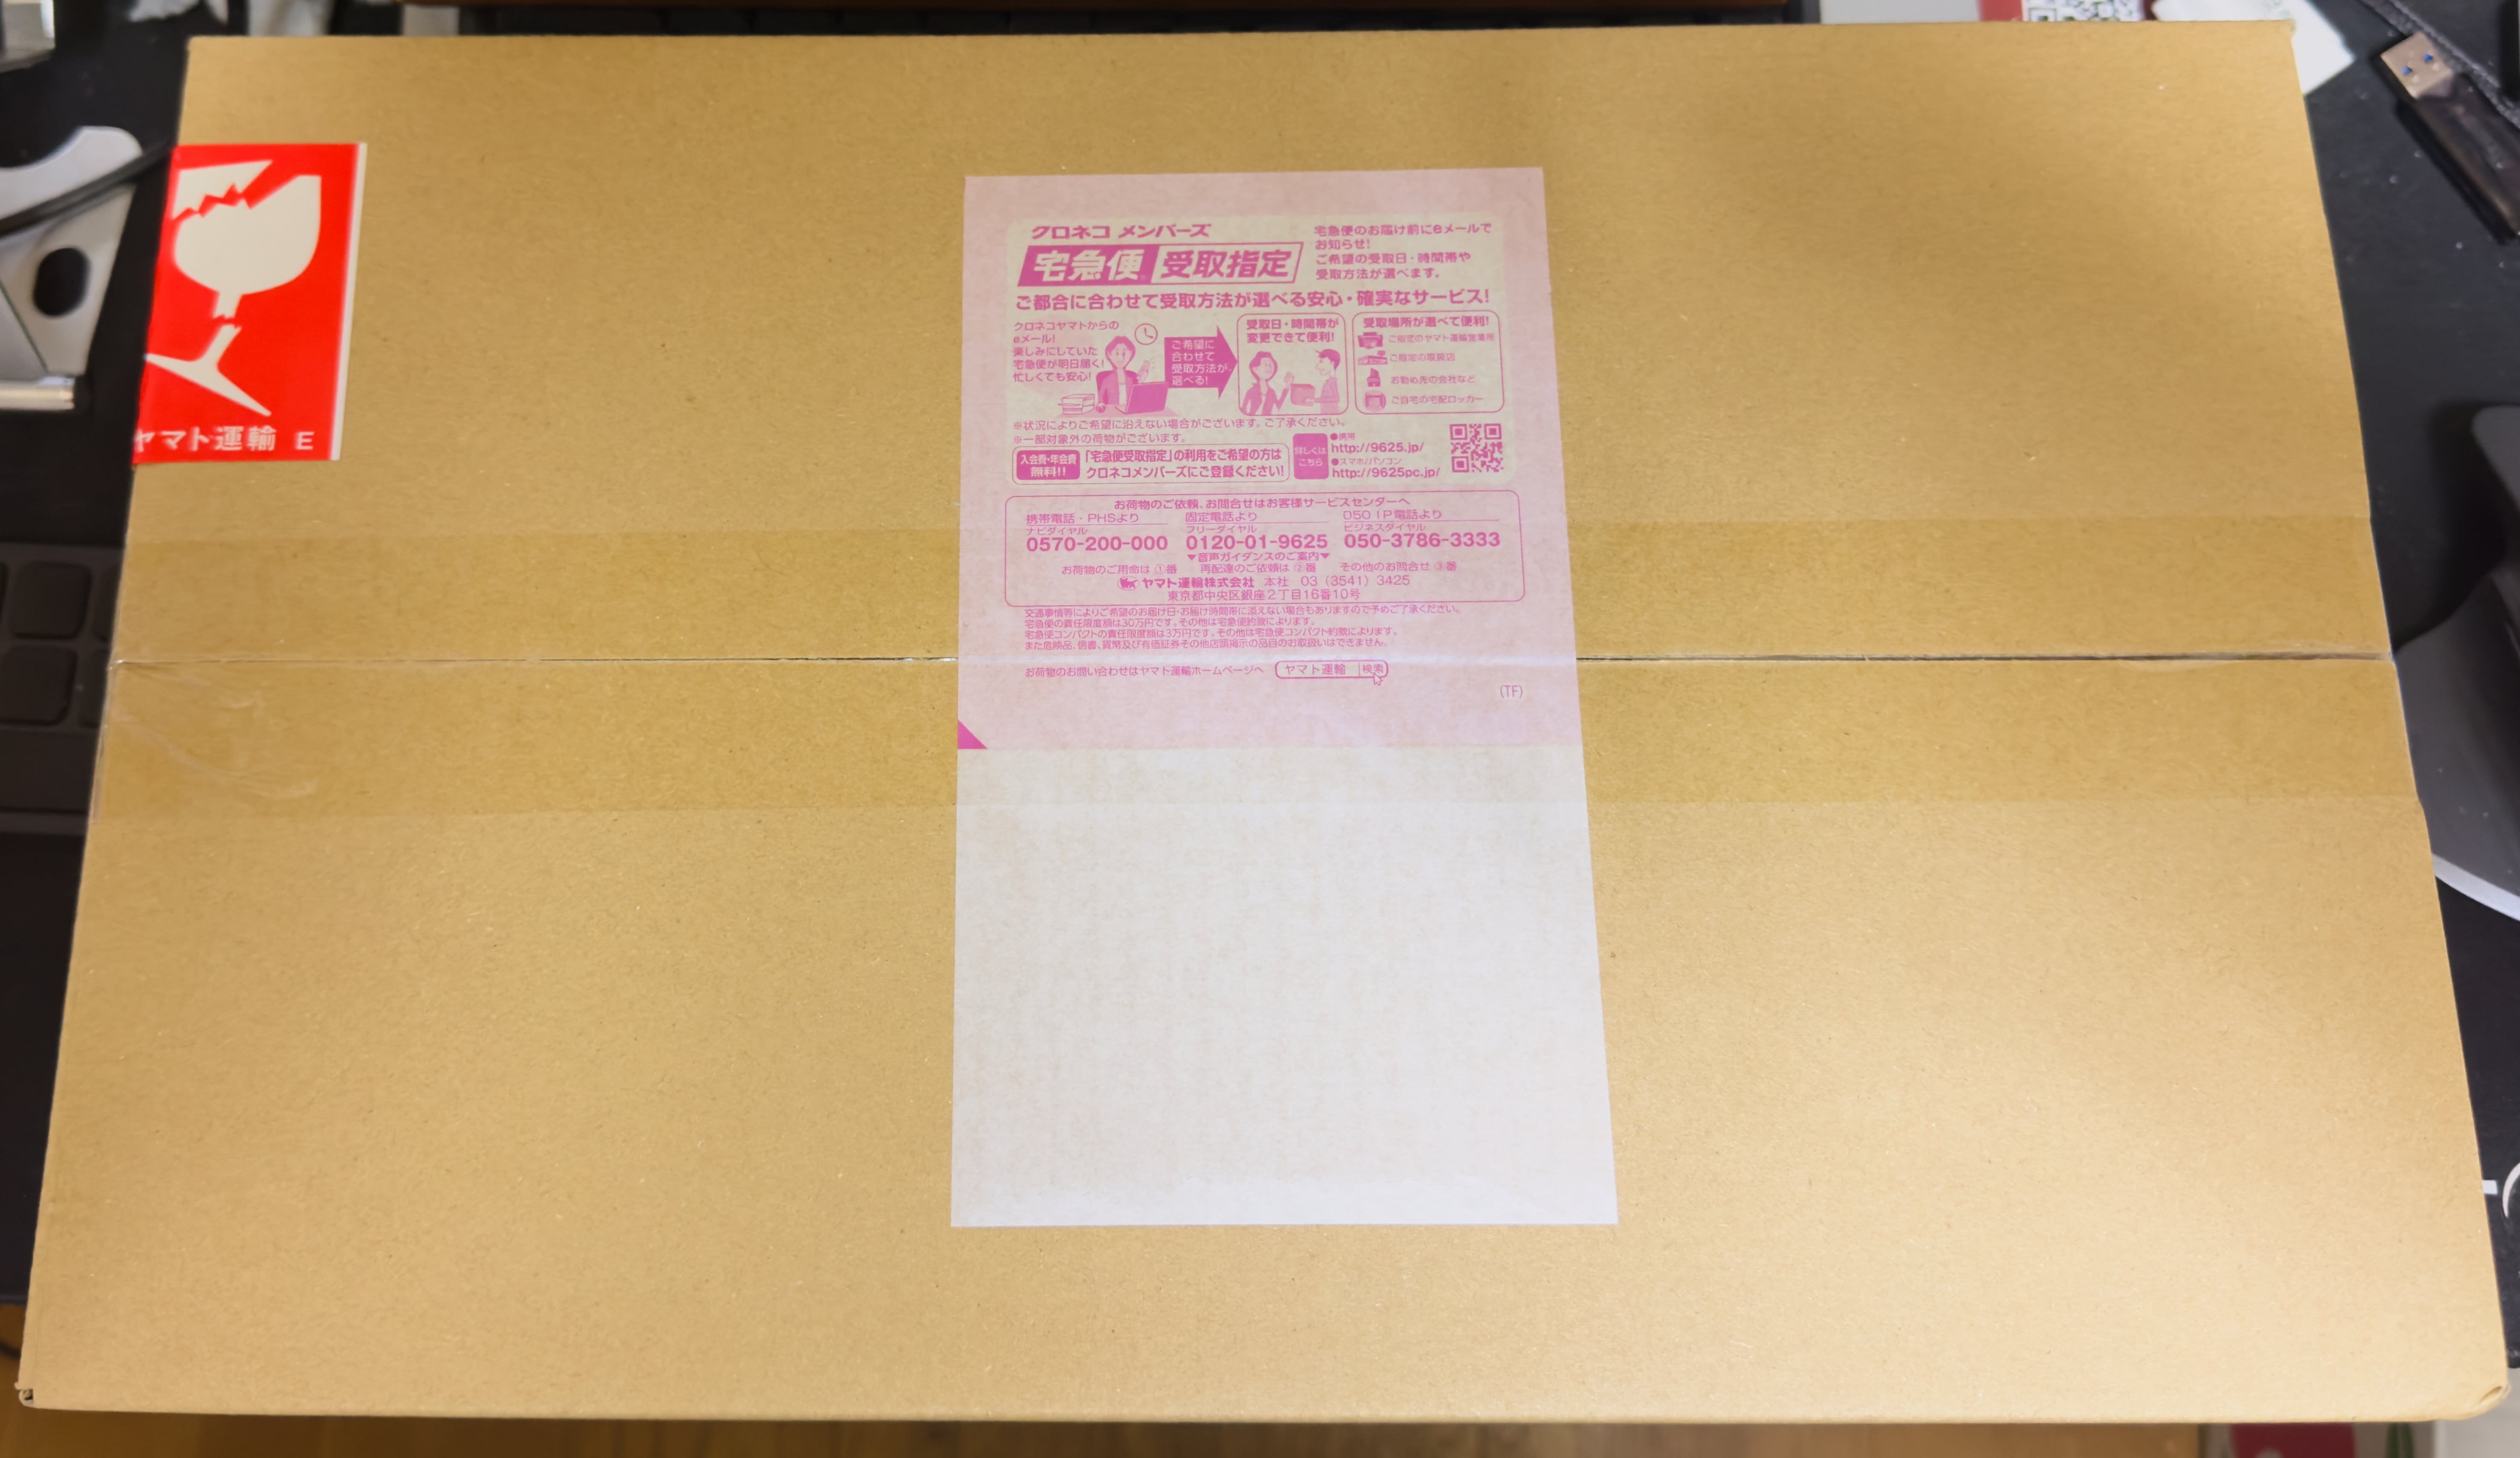 クロネコ メンバーズ
宅急便 受取指定
宅急便のお届け前にeメールで
お知らせ!
ご希望の受取日・時間帯や
受取方法が選べます。
ご都合に合わせて受取方法が選べる安心・確実なサービス!
クロネコヤマトからの
eメール!
楽しみにしていた
宅急便が明日届く!
忙しくても安心!
ご希望に
合わせて
受取方法が
選べる!
受取日・時間帯が
変更できて便利!
受取場所が選べて便利!
ご指定のヤマト運輸営業所
ご指定の取扱店
お勤め先の会社など
ご自宅の宅配ロッカー
※状況によりご希望に沿えない場合がございます。ご了承ください。
※一部対象外の荷物がございます。
入会費・年会費
無料!!
「宅急便受取指定」の利用をご希望の方は
クロネコメンバーズにご登録ください!
詳しくは
こちら
●携帯
http://9625.jp/
●スマホ/パソコン
http://9625pc.jp/
お荷物のご依頼、お問合せはお客様サービスセンターへ
携帯電話・PHSより
ナビダイヤル
0570-200-000
固定電話より
フリーダイヤル
0120-01-9625
050 IP電話より
ビジネスダイヤル
050-3786-3333
▼音声ガイダンスのご案内▼
お荷物のご用命は ①番 再配達のご依頼は ②番 その他のお問合せ ③番
ヤマト運輸株式会社 本社 03(3541)3425
東京都中央区銀座2丁目16番10号
交通事情等によりご希望のお届け日・お届け時間帯に添えない場合もありますので予めご了承ください。
宅急便の責任限度額は30万円です。その他は宅急便約款によります。
宅急便コンパクトの責任限度額は3万円です。その他は宅急便コンパクト約款によります。
また危険品、信書、貨幣及び有価証券その他店頭掲示の品目のお取扱いはできません。
お荷物のお問い合わせはヤマト運輸ホームページへ ヤマト運輸 検索
(TF)
ヤマト運輸 E